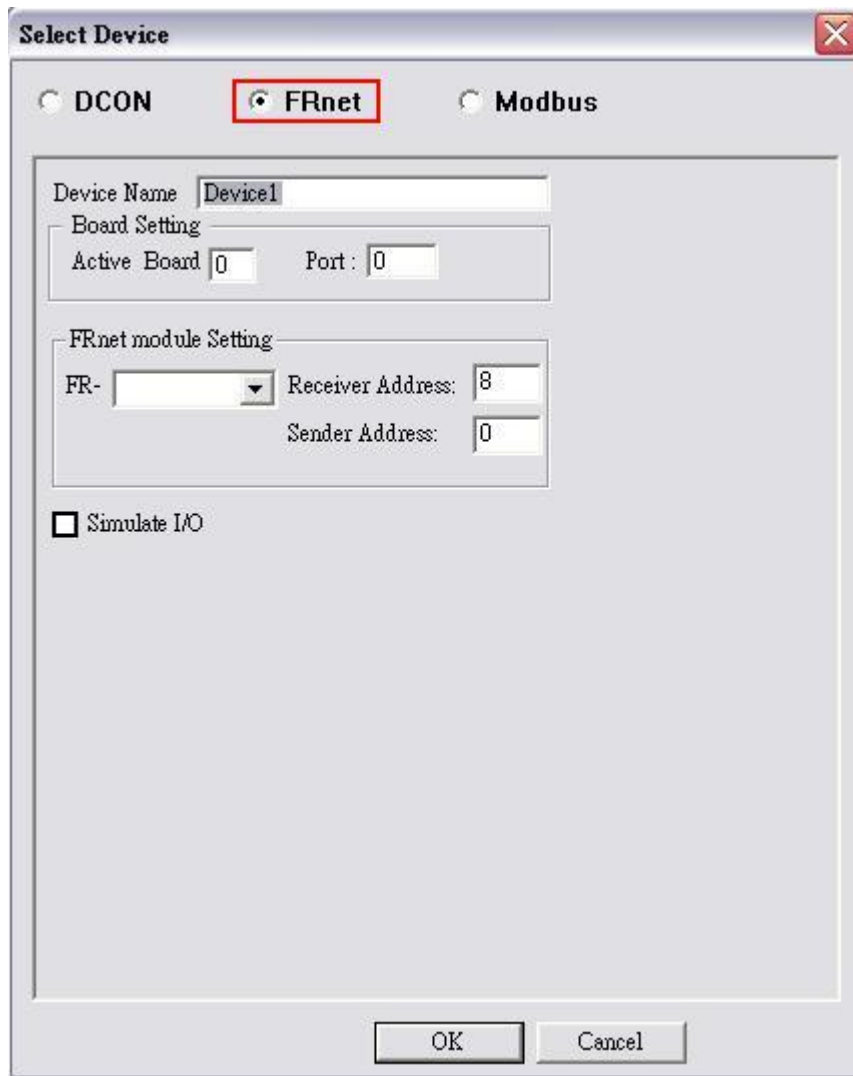 Select Device
DCON FRnet Modbus
Device Name Device1
Board Setting
Active Board 0 Port : 0
FRnet module Setting
FR- Receiver Address: 8
Sender Address: 0
Simulate I/O
OK Cancel